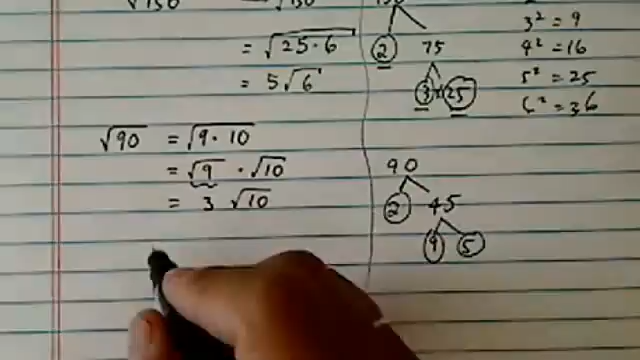 √150 √150 150
= √25·6
= 5√6
2 75
3 25
3² = 9
4² = 16
5² = 25
6² = 36
√90 = √9·10
= √9 · √10
= 3 √10
90
2 45
9 5